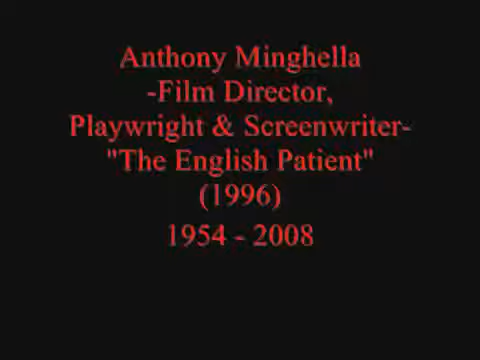 Anthony Minghella
-Film Director,
Playwright & Screenwriter-
"The English Patient"
(1996)
1954 - 2008